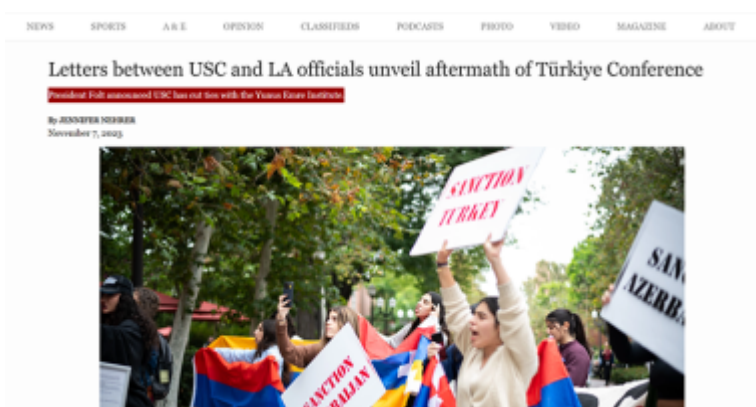 NEWS SPORTS A & E OPINION CLASSIFIEDS PODCASTS PHOTO VIDEO MAGAZINE ABOUT
Letters between USC and LA officials unveil aftermath of Türkiye Conference
President Folt announced USC has cut ties with the Yunus Emre Institute.
By JENNIFER NEHRER
November 7, 2023
SANCTION
TURKEY
SAN
AZERB
SANCTION
BAIJAN